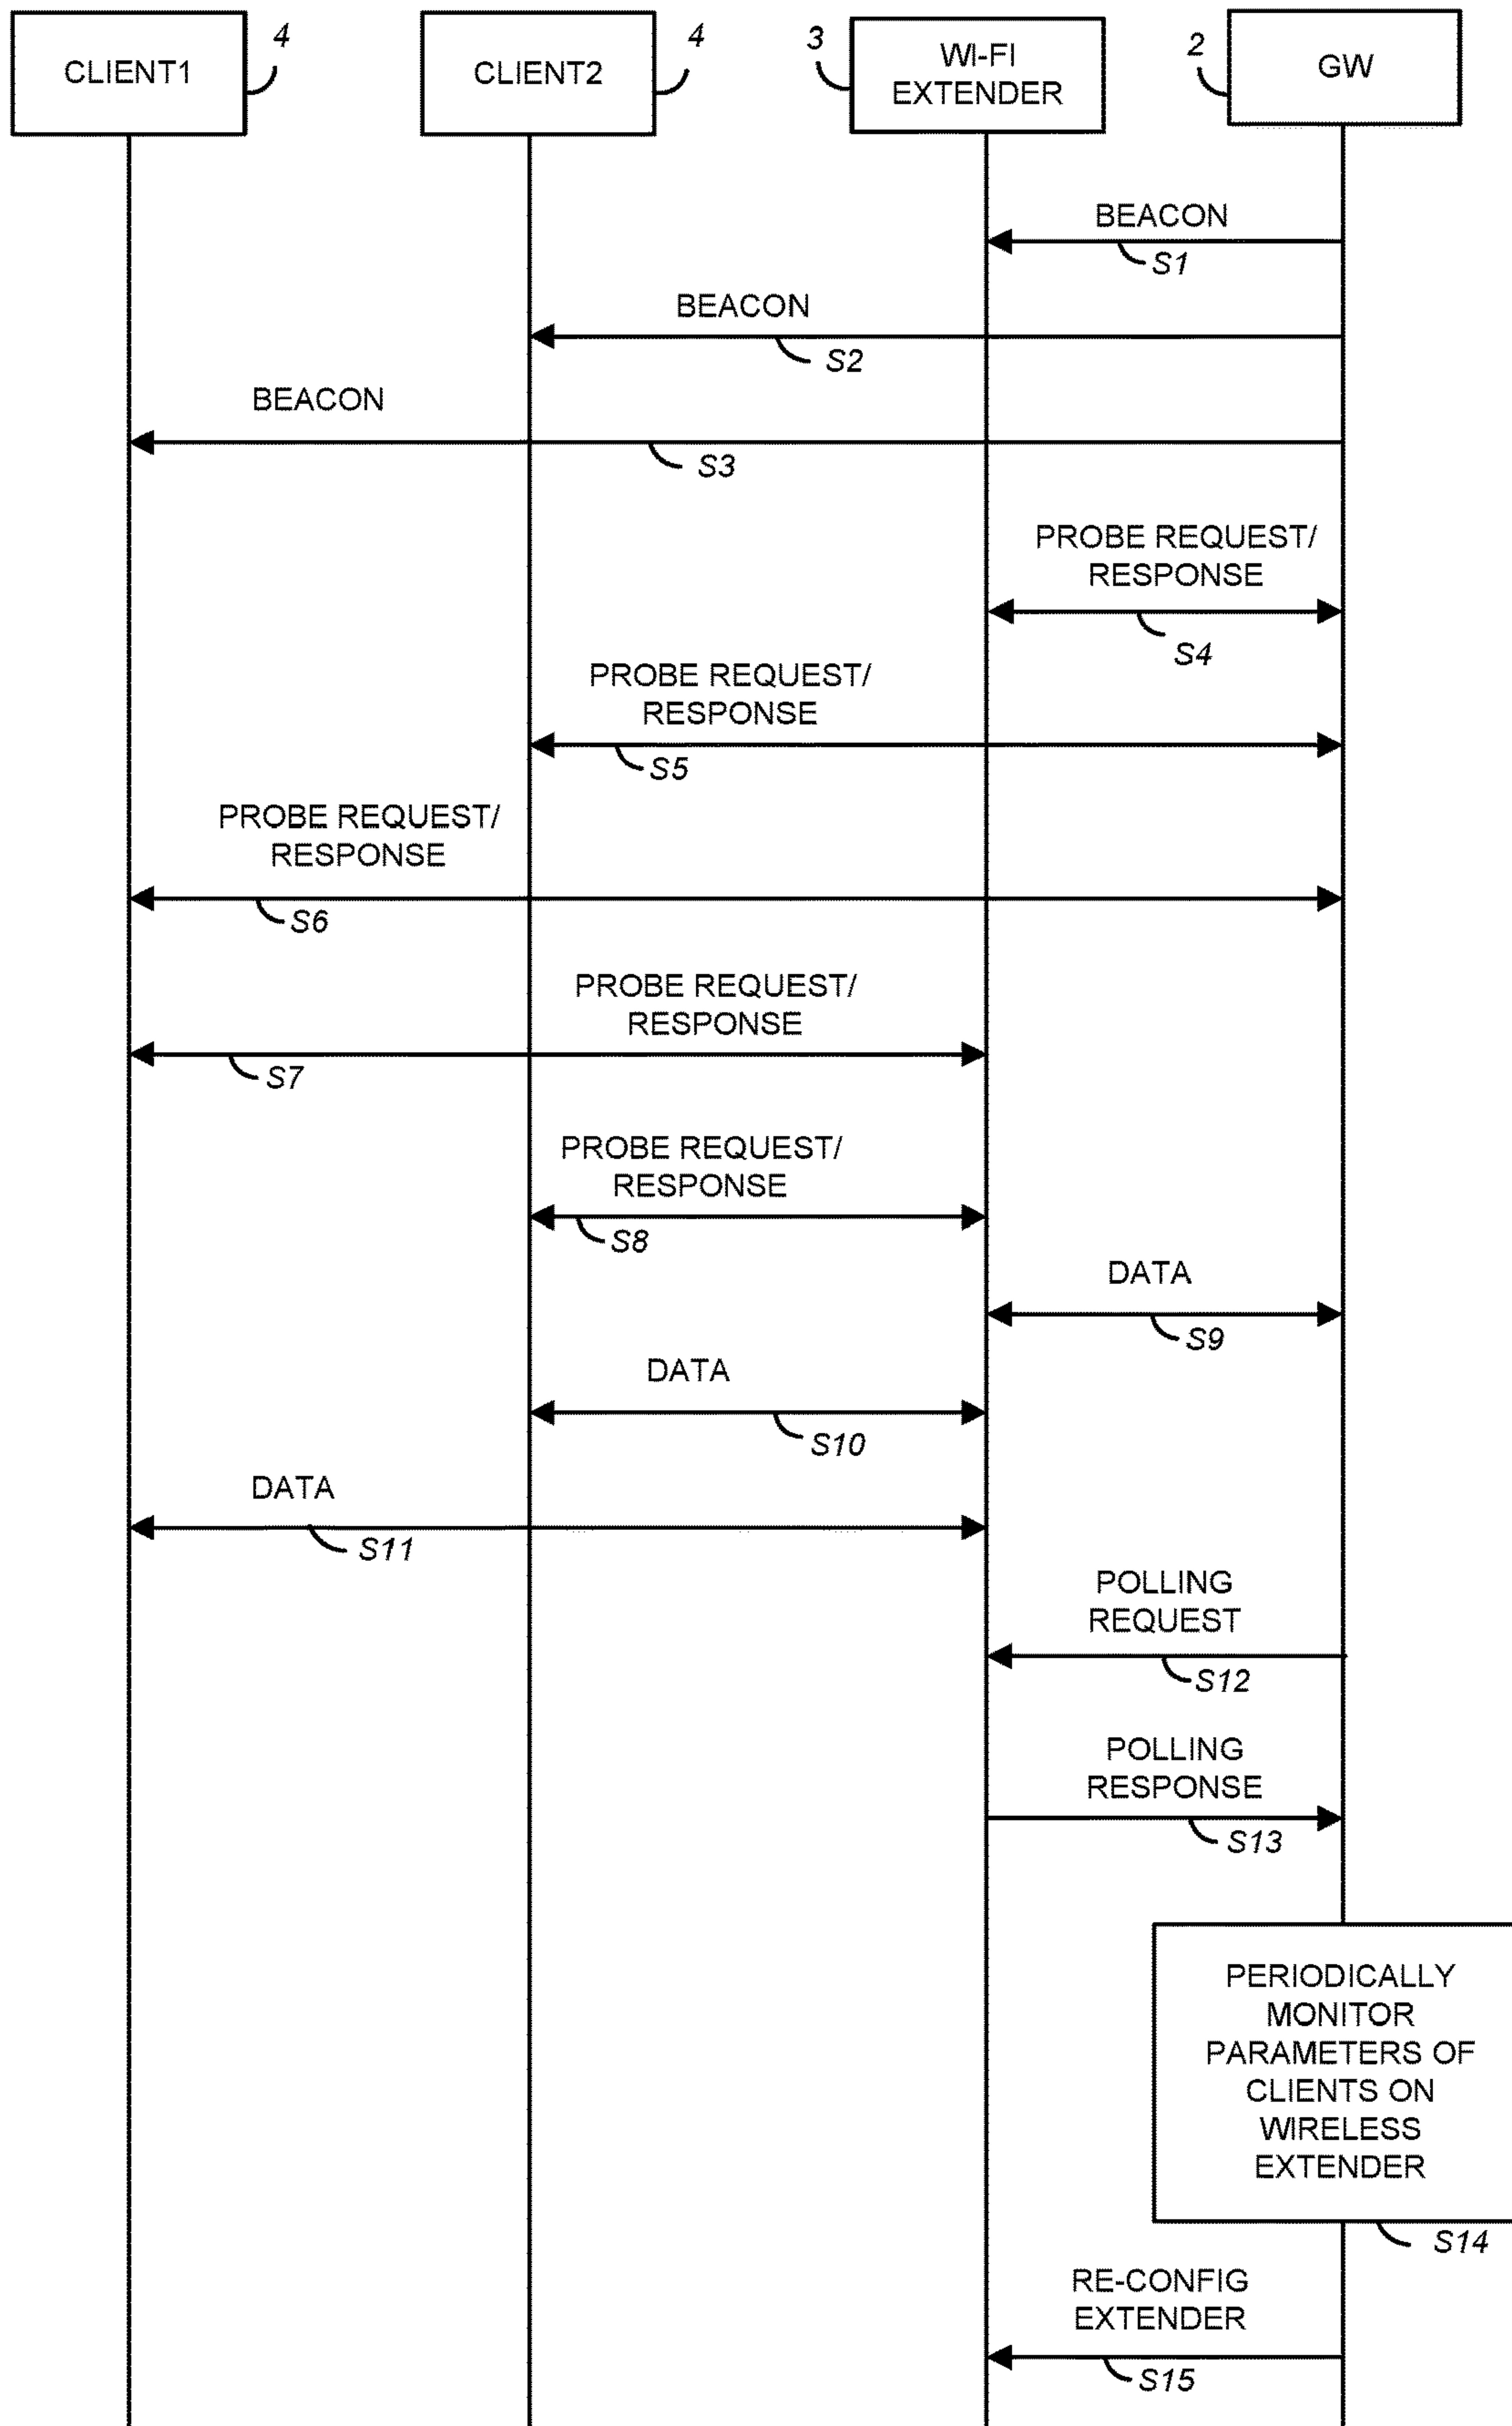 4
4
3
2
CLIENT1
CLIENT2
WI-FI
EXTENDER
GW
BEACON
S1
BEACON
S2
BEACON
S3
PROBE REQUEST/
RESPONSE
S4
PROBE REQUEST/
RESPONSE
S5
PROBE REQUEST/
RESPONSE
S6
PROBE REQUEST/
RESPONSE
S7
PROBE REQUEST/
RESPONSE
S8
DATA
S9
DATA
S10
DATA
S11
POLLING
REQUEST
S12
POLLING
RESPONSE
S13
PERIODICALLY
MONITOR
PARAMETERS OF
CLIENTS ON
WIRELESS
EXTENDER
S14
RE-CONFIG
EXTENDER
S15